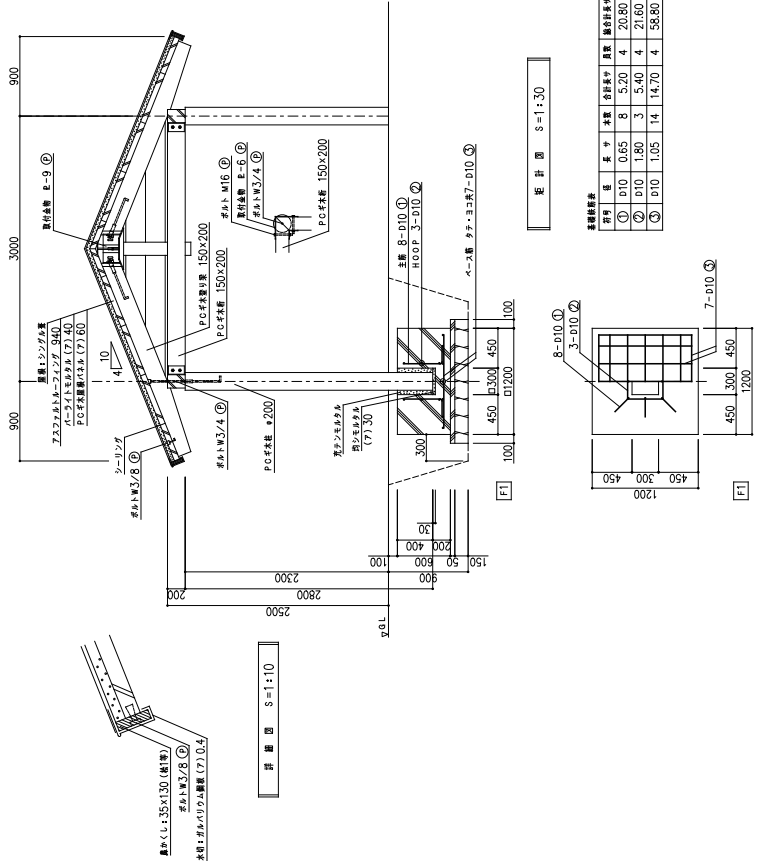 900
3000
900
取付金物 ℓ-9 Ⓟ
屋根：シングル葺
アスファルトルーフィング 940
パーライトモルタル (ア) 40
PCギ木屋根パネル (ア) 60
10
4
シーリング
ボルトW3/8 Ⓟ
PCギ木登り梁 150×200
PCギ木桁 150×200
ボルトW3/4 Ⓟ
PCギ木柱 φ200
ボルト M16 Ⓟ
取付金物 ℓ-6 Ⓟ
ボルトW3/4 Ⓟ
PCギ木桁 150×200
充テンモルタル
均シモルタル
(ア) 30
主筋 8-D10 ①
HOOP 3-D10 ②
ベース筋 タテ・ヨコ共7-D10 ③
300
100
450
□300
450
100
□1200
F1
30
400
200
100
600
50
150
2300
900
200
2800
2500
▽GL
矩計図 S=1:30
基礎鉄筋表
符号 径 長サ 本数 合計長サ 員数 総合計長サ
① D10 0.65 8 5.20 4 20.80
② D10 1.80 3 5.40 4 21.60
③ D10 1.05 14 14.70 4 58.80
8-D10 ①
3-D10 ②
7-D10 ③
450
300
450
1200
450
300
450
1200
F1
鼻かくし：35×130 (桧1等)
ボルトW3/8 Ⓟ
水切：ガルバリウム鋼板 (ア) 0.4
詳細図 S=1:10